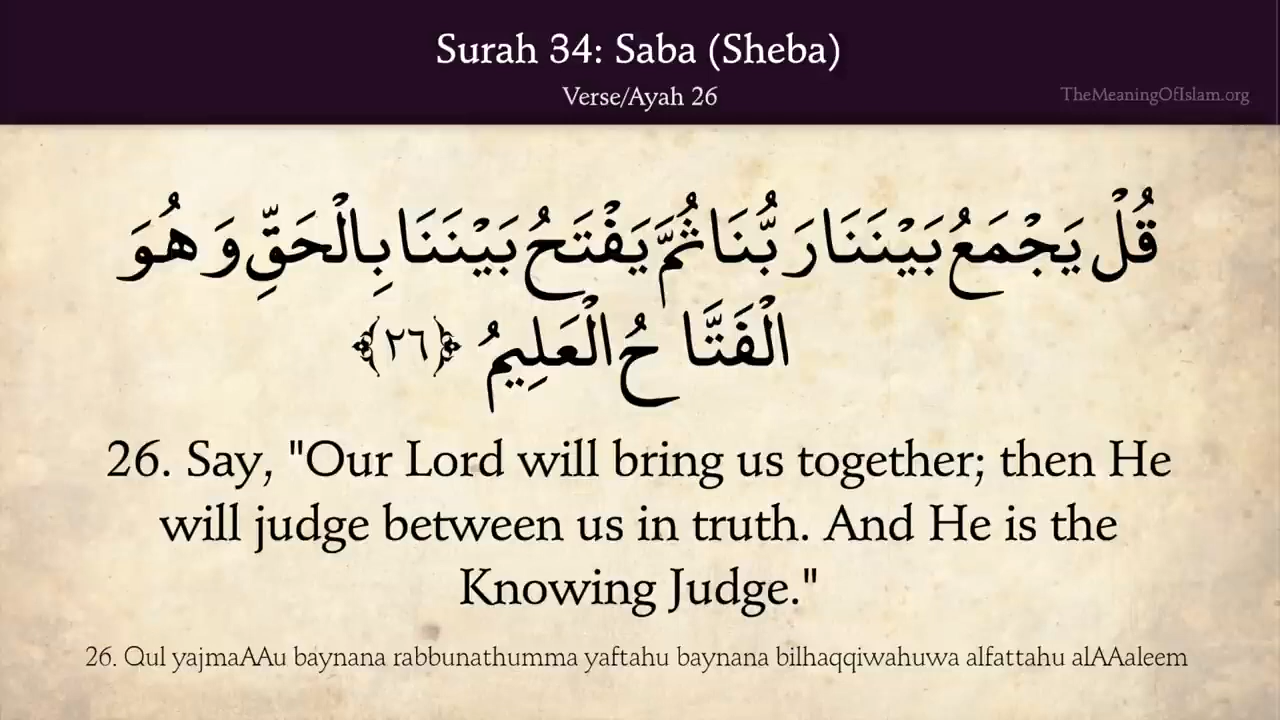 Surah 34: Saba (Sheba)
Verse/Ayah 26
TheMeaningOfIslam.org
قُلْ يَجْمَعُ بَيْنَنَا رَبُّنَا ثُمَّ يَفْتَحُ بَيْنَنَا بِالْحَقِّ وَهُوَ
الْفَتَّاحُ الْعَلِيمُ ﴿٢٦﴾
26. Say, "Our Lord will bring us together; then He
will judge between us in truth. And He is the
Knowing Judge."
26. Qul yajmaAAu baynana rabbunathumma yaftahu baynana bilhaqqiwahuwa alfattahu alAAaleem